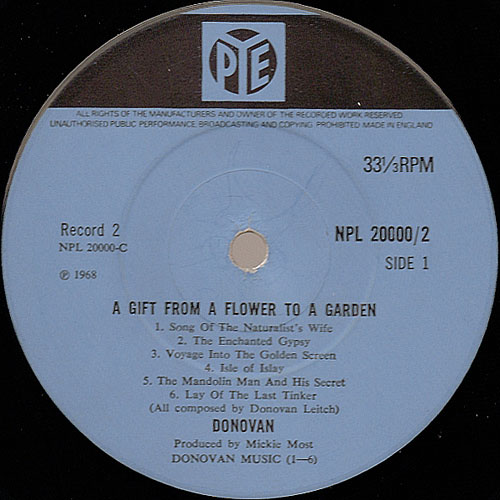 PYE
ALL RIGHTS OF THE MANUFACTURERS AND OWNER OF THE RECORDED WORK RESERVED
UNAUTHORISED PUBLIC PERFORMANCE, BROADCASTING AND COPYING PROHIBITED MADE IN ENGLAND
33⅓RPM
Record 2
NPL 20000/2
NPL 20000-C
SIDE 1
℗ 1968
A GIFT FROM A FLOWER TO A GARDEN
1. Song Of The Naturalist's Wife
2. The Enchanted Gypsy
3. Voyage Into The Golden Screen
4. Isle of Islay
5. The Mandolin Man And His Secret
6. Lay Of The Last Tinker
(All composed by Donovan Leitch)
DONOVAN
Produced by Mickie Most
DONOVAN MUSIC (1—6)